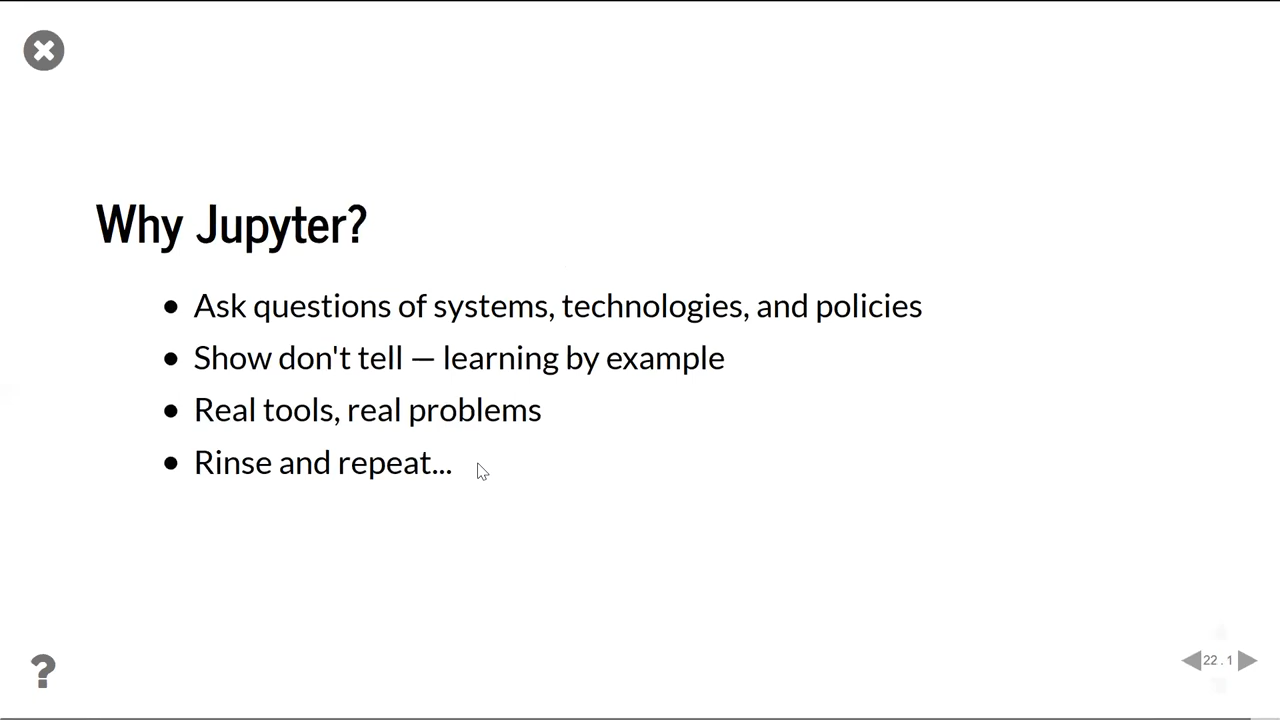 Why Jupyter?
• Ask questions of systems, technologies, and policies
• Show don't tell — learning by example
• Real tools, real problems
• Rinse and repeat...
?
22 . 1